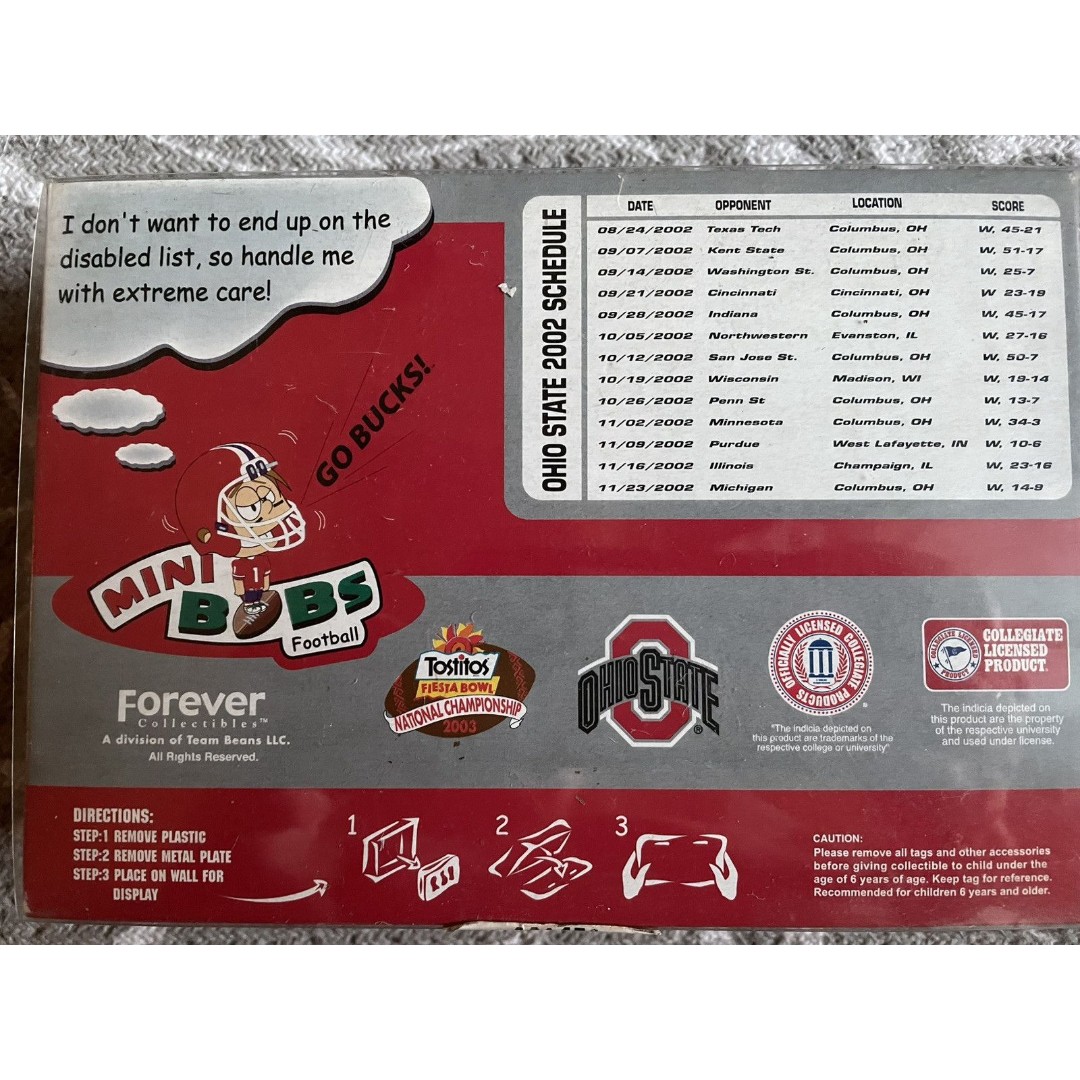 I don't want to end up on the
disabled list, so handle me
with extreme care!
GO BUCKS!
00
1
MINI
BOBS
Football
OHIO STATE 2002 SCHEDULE
DATE OPPONENT LOCATION SCORE
08/24/2002 Texas Tech Columbus, OH W, 45-21
09/07/2002 Kent State Columbus, OH W, 51-17
09/14/2002 Washington St. Columbus, OH W, 25-7
09/21/2002 Cincinnati Cincinnati, OH W 23-19
09/28/2002 Indiana Columbus, OH W, 45-17
10/05/2002 Northwestern Evanston, IL W, 27-16
10/12/2002 San Jose St. Columbus, OH W, 50-7
10/19/2002 Wisconsin Madison, WI W, 19-14
10/26/2002 Penn St Columbus, OH W, 13-7
11/02/2002 Minnesota Columbus, OH W, 34-3
11/09/2002 Purdue West Lafayette, IN W, 10-6
11/16/2002 Illinois Champaign, IL W, 23-16
11/23/2002 Michigan Columbus, OH W, 14-9
Forever
Collectibles™
A division of Team Beans LLC.
All Rights Reserved.
Tostitos
FIESTA BOWL
NATIONAL CHAMPIONSHIP
2003
OHIO STATE
®
OFFICIALLY LICENSED COLLEGIATE PRODUCTS
®
"The indicia depicted on
this product are trademarks of the
respective college or university"
COLLEGIATE LICENSED
PRODUCT
COLLEGIATE
LICENSED
PRODUCT
The indicia depicted on
this product are the property
of the respective university
and used under license.
DIRECTIONS:
STEP:1 REMOVE PLASTIC
STEP:2 REMOVE METAL PLATE
STEP:3 PLACE ON WALL FOR
DISPLAY
1
2
3
CAUTION:
Please remove all tags and other accessories
before giving collectible to child under the
age of 6 years of age. Keep tag for reference.
Recommended for children 6 years and older.